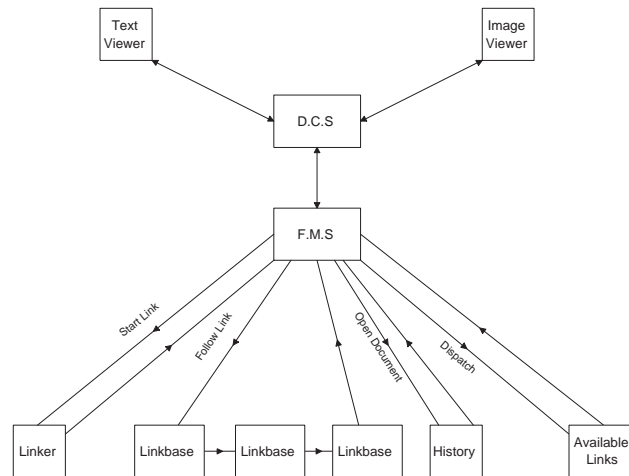 Text
Viewer
Image
Viewer
D.C.S
F.M.S
Start Link
Follow Link
Open Document
Dispatch
Linker
Linkbase
Linkbase
Linkbase
History
Available
Links